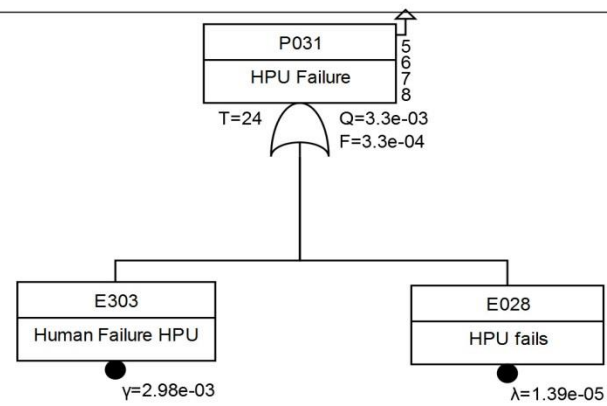 P031
HPU Failure
5
6
7
8
T=24
Q=3.3e-03
F=3.3e-04
E303
Human Failure HPU
γ=2.98e-03
E028
HPU fails
λ=1.39e-05